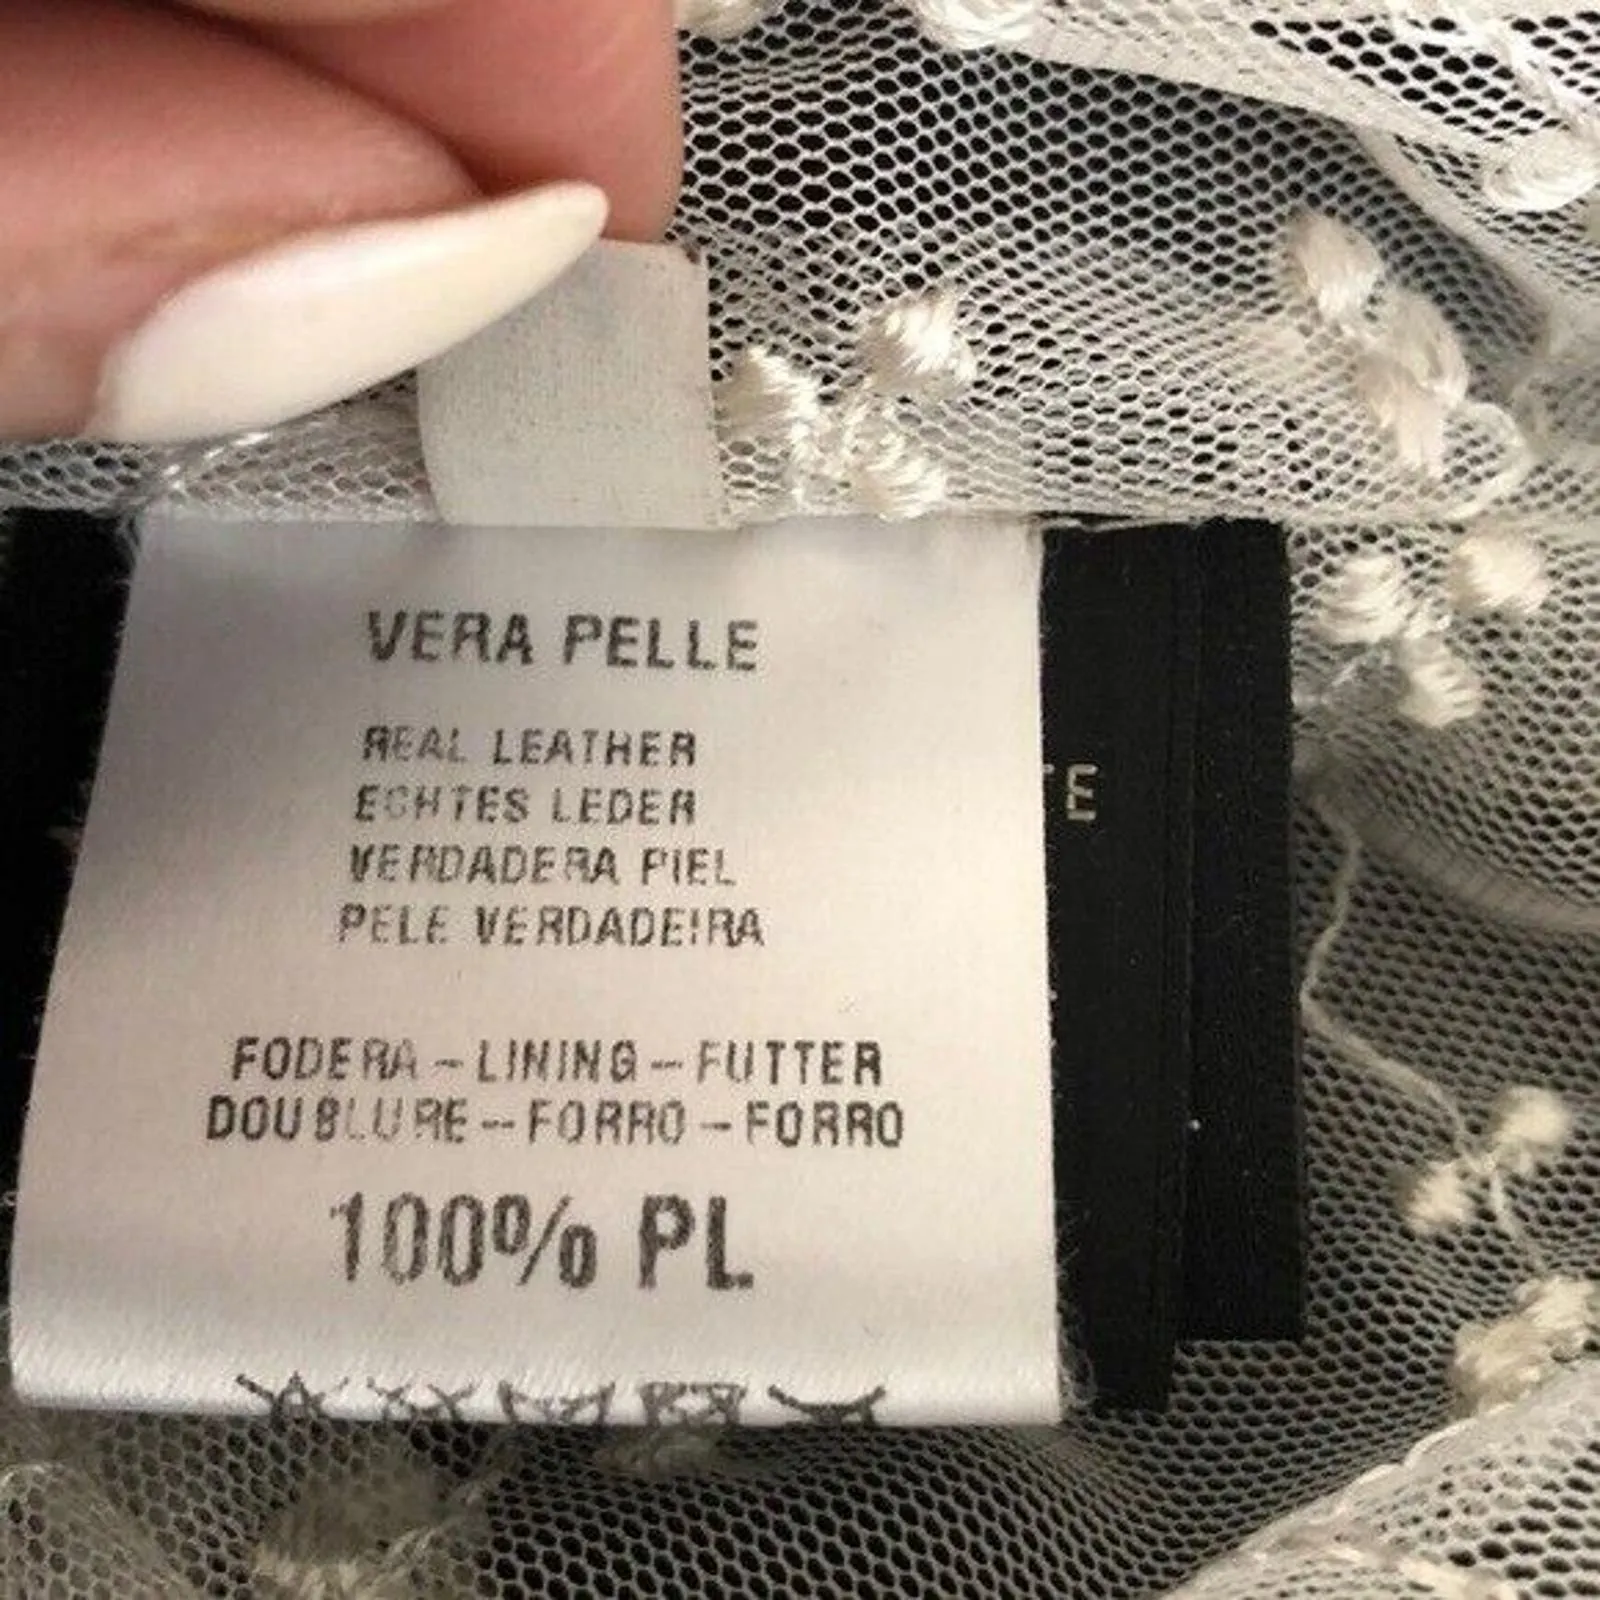 VERA PELLE
REAL LEATHER
ECHTES LEDER
VERDADERA PIEL
PELE VERDADEIRA
FODERA – LINING – FUTTER
DOUBLURE – FORRO – FORRO
100% PL